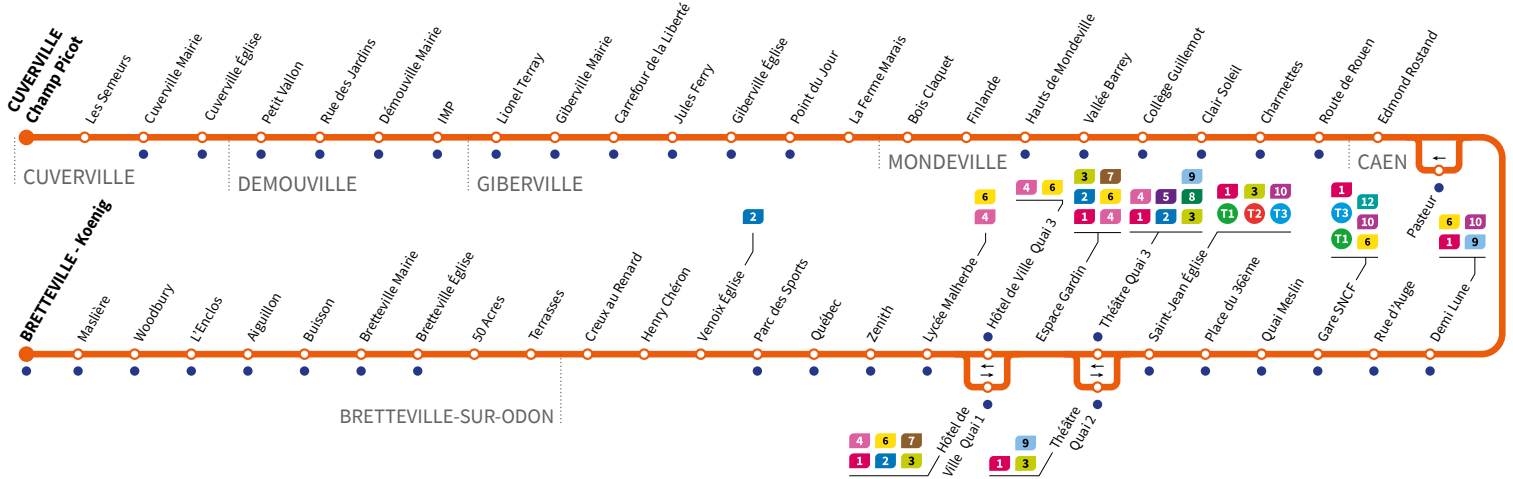 CUVERVILLE
Champ Picot
Les Semeurs
Cuverville Mairie
Cuverville Église
Petit Vallon
Rue des Jardins
Démouville Mairie
IMP
Lionel Terray
Giberville Mairie
Carrefour de la Liberté
Jules Ferry
Giberville Église
Point du Jour
La Ferme Marais
Bois Claquet
Finlande
Hauts de Mondeville
Vallée Barrey
Collège Guillemot
Clair Soleil
Charmettes
Route de Rouen
Edmond Rostand
Pasteur
CUVERVILLE
DEMOUVILLE
GIBERVILLE
MONDEVILLE
CAEN
BRETTEVILLE - Koenig
Maslière
Woodbury
L'Enclos
Aiguillon
Buisson
Bretteville Mairie
Bretteville Église
50 Acres
Terrasses
Creux au Renard
Henry Chéron
Venoix Église
2
Parc des Sports
Québec
Zenith
Lycée Malherbe
6
4
Hôtel de Ville Quai 3
4 6
Espace Gardin
3 7
2 6
1 4
Théâtre Quai 3
9
4 5 8
1 2 3
Saint-Jean Église
1 3 10
T1 T2 T3
Place du 36ème
Quai Meslin
Gare SNCF
1
T3 12
10
T1 6
Rue d'Auge
Demi Lune
6 10
1 9
BRETTEVILLE-SUR-ODON
Hôtel de
Ville Quai 1
4 6 7
1 2 3
Théâtre
Quai 2
9
1 3